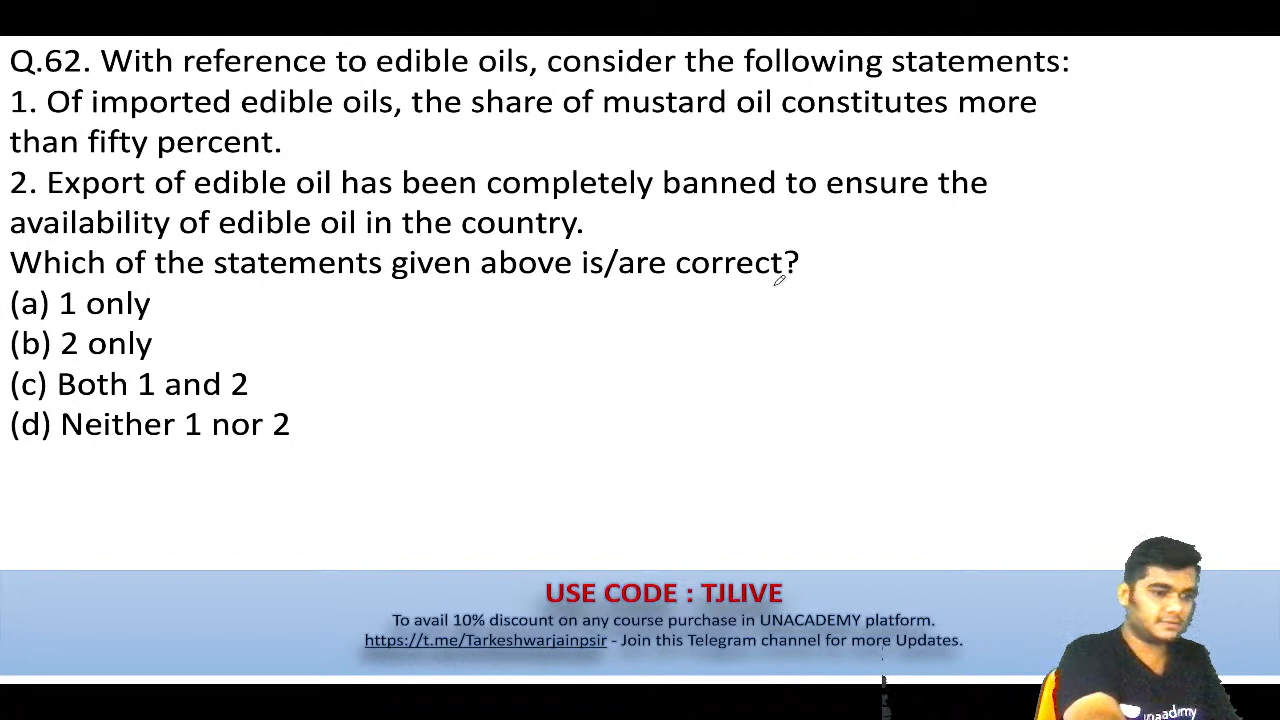 Q.62. With reference to edible oils, consider the following statements:
1. Of imported edible oils, the share of mustard oil constitutes more
than fifty percent.
2. Export of edible oil has been completely banned to ensure the
availability of edible oil in the country.
Which of the statements given above is/are correct?
(a) 1 only
(b) 2 only
(c) Both 1 and 2
(d) Neither 1 nor 2
USE CODE : TJLIVE
To avail 10% discount on any course purchase in UNACADEMY platform.
https://t.me/Tarkeshwarjainpsir - Join this Telegram channel for more Updates.
unacademy